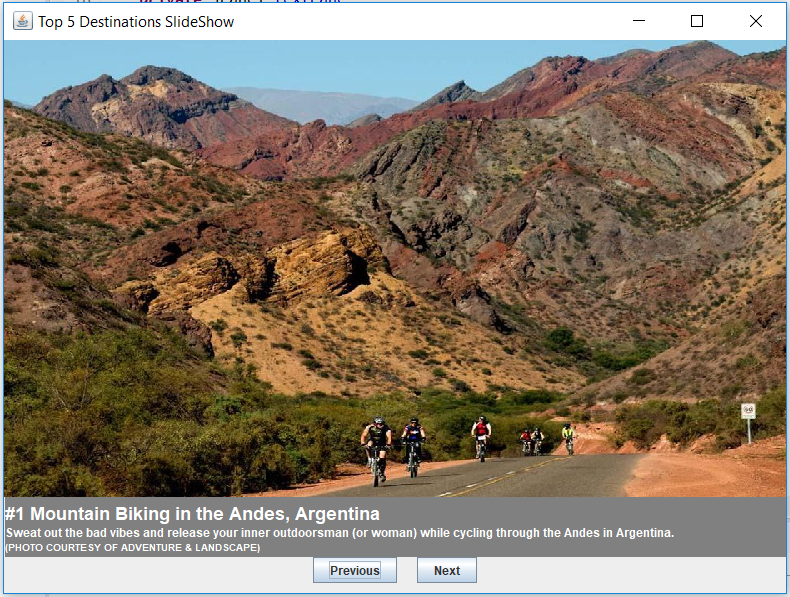 Top 5 Destinations SlideShow
#1 Mountain Biking in the Andes, Argentina
Sweat out the bad vibes and release your inner outdoorsman (or woman) while cycling through the Andes in Argentina.
(PHOTO COURTESY OF ADVENTURE & LANDSCAPE)
Previous Next